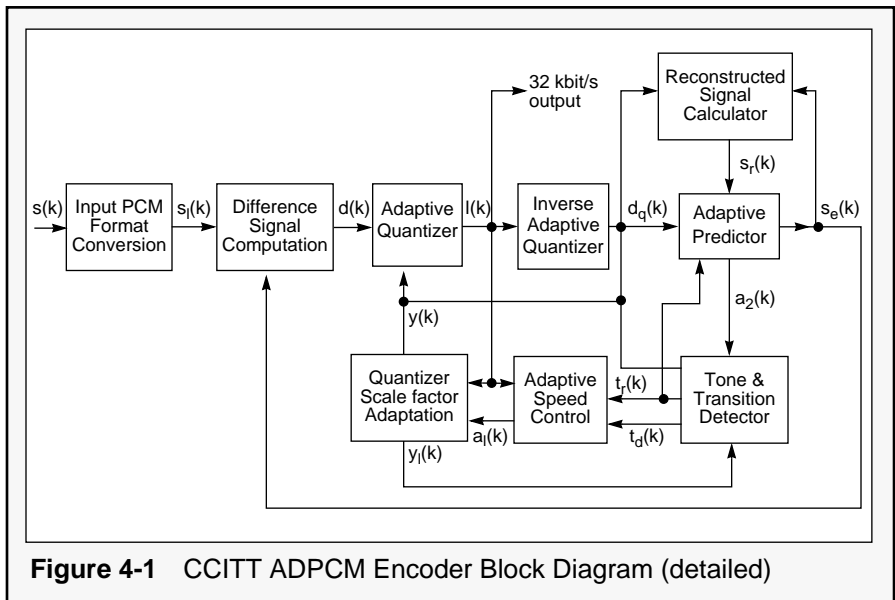 32 kbit/s
output
Reconstructed
Signal
Calculator
sr(k)
s(k)
Input PCM
Format
Conversion
sl(k)
Difference
Signal
Computation
d(k)
Adaptive
Quantizer
I(k)
Inverse
Adaptive
Quantizer
dq(k)
Adaptive
Predictor
se(k)
y(k)
a2(k)
Quantizer
Scale factor
Adaptation
Adaptive
Speed
Control
tr(k)
Tone &
Transition
Detector
al(k)
td(k)
yl(k)
Figure 4-1 CCITT ADPCM Encoder Block Diagram (detailed)